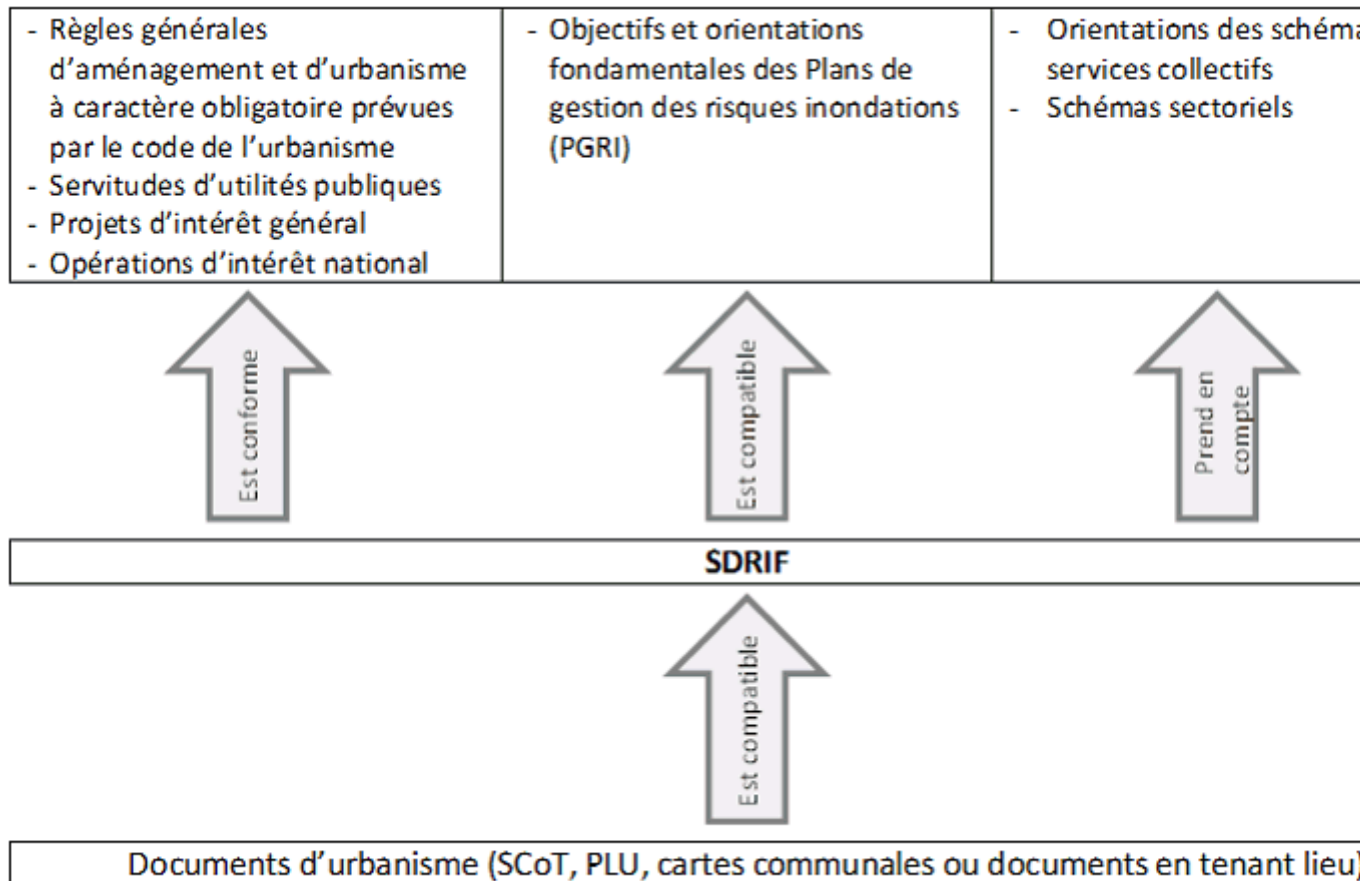 - Règles générales
d’aménagement et d’urbanisme
à caractère obligatoire prévues
par le code de l’urbanisme
- Servitudes d’utilités publiques
- Projets d’intérêt général
- Opérations d’intérêt national
- Objectifs et orientations
fondamentales des Plans de
gestion des risques inondations
(PGRI)
- Orientations des schéma
services collectifs
- Schémas sectoriels
Est conforme
Est compatible
Prend en
compte
SDRIF
Est compatible
Documents d’urbanisme (SCoT, PLU, cartes communales ou documents en tenant lieu)